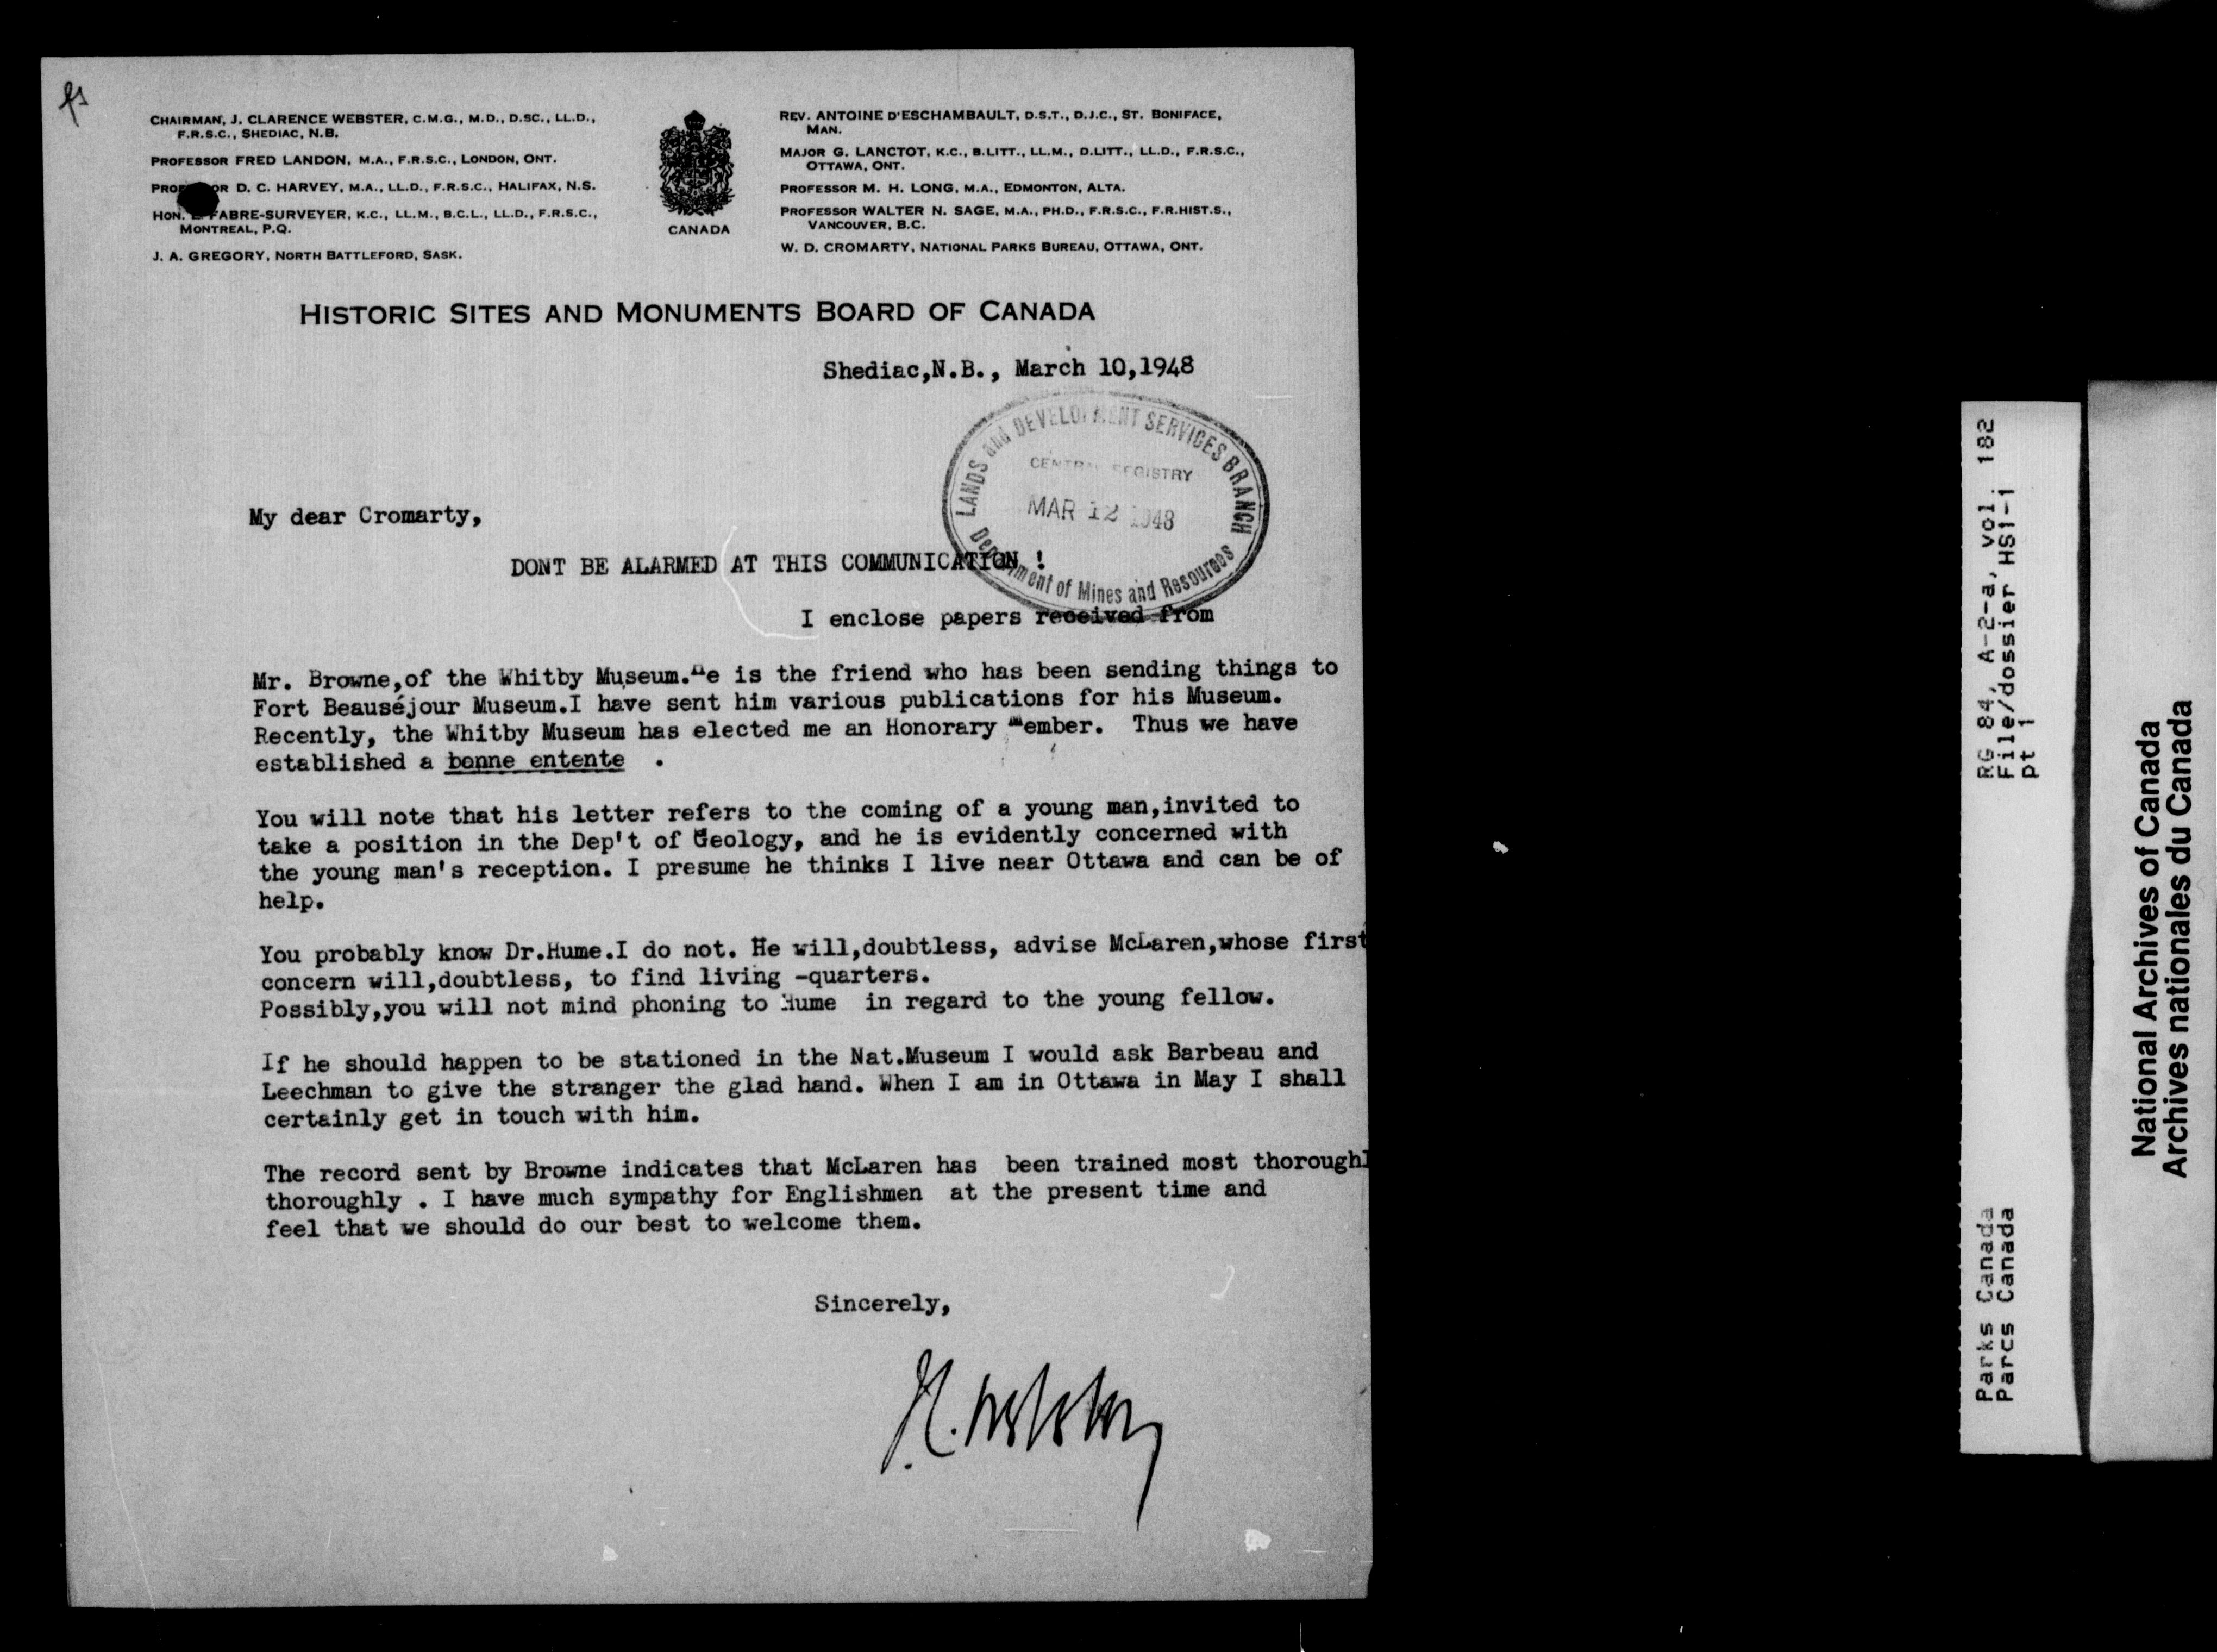 CHAIRMAN, J. CLARENCE WEBSTER, C.M.G., M.D., D.SC., LL.D.,
F.R.S.C., SHEDIAC, N.B.
PROFESSOR FRED LANDON, M.A., F.R.S.C., LONDON, ONT.
D. C. HARVEY, M.A., LL.D., F.R.S.C., HALIFAX, N.S.
HON. FABRE-SURVEYER, K.C., LL.M., B.C.L., LL.D., F.R.S.C.,
MONTREAL, P.Q.
J. A. GREGORY, NORTH BATTLEFORD, SASK.
CANADA
REV. ANTOINE D'ESCHAMBAULT, D.S.T., D.J.C., ST. BONIFACE,
MAN.
MAJOR G. LANCTOT, K.C., B.LITT., LL.M., D.LITT., LL.D., F.R.S.C.,
OTTAWA, ONT.
PROFESSOR M. H. LONG, M.A., EDMONTON, ALTA.
PROFESSOR WALTER N. SAGE, M.A., PH.D., F.R.S.C., F.R.HIST.S.,
VANCOUVER, B.C.
W. D. CROMARTY, NATIONAL PARKS BUREAU, OTTAWA, ONT.
HISTORIC SITES AND MONUMENTS BOARD OF CANADA
Shediac,N.B., March 10,1948
LANDS and DEVELOPMENT SERVICES BRANCH
CENTRAL REGISTRY
MAR 12 1948
Department of Mines and Resources
My dear Cromarty,
DONT BE ALARMED AT THIS COMMUNICATION !
I enclose papers received from
Mr. Browne,of the Whitby Museum.He is the friend who has been sending things to
Fort Beauséjour Museum.I have sent him various publications for his Museum.
Recently, the Whitby Museum has elected me an Honorary Member. Thus we have
established a bonne entente .
You will note that his letter refers to the coming of a young man,invited to
take a position in the Dep't of Geology, and he is evidently concerned with
the young man's reception. I presume he thinks I live near Ottawa and can be of
help.
You probably know Dr.Hume.I do not. He will,doubtless, advise McLaren,whose first
concern will,doubtless, to find living -quarters.
Possibly,you will not mind phoning to Hume in regard to the young fellow.
If he should happen to be stationed in the Nat.Museum I would ask Barbeau and
Leechman to give the stranger the glad hand. When I am in Ottawa in May I shall
certainly get in touch with him.
The record sent by Browne indicates that McLaren has been trained most thoroughl
thoroughly . I have much sympathy for Englishmen at the present time and
feel that we should do our best to welcome them.
Sincerely,
J.C. Webster
RG 84, A-2-a, vol. 182
File/dossier HS1-1
pt 1
Parks Canada
Parcs Canada
National Archives of Canada
Archives nationales du Canada